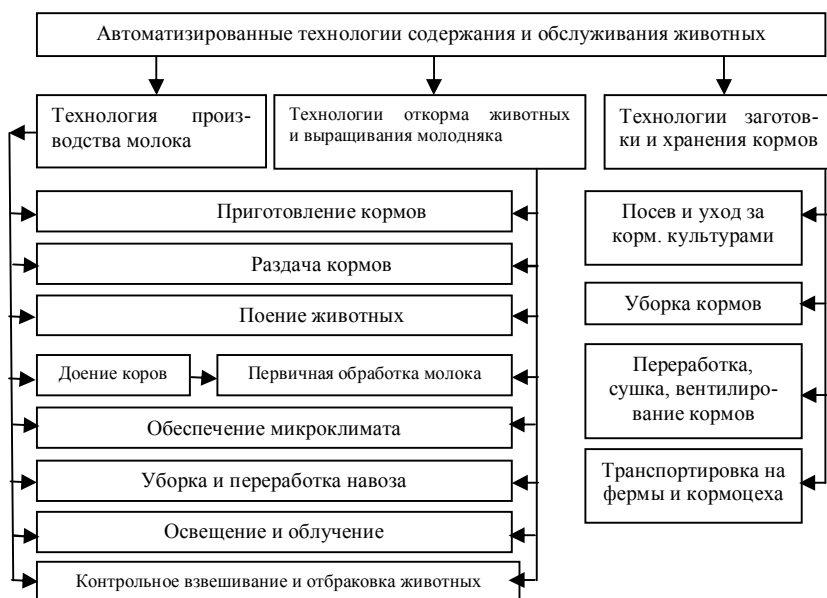 Автоматизированные технологии содержания и обслуживания животных
Технология произ-
водства молока
Технологии откорма животных
и выращивания молодняка
Технологии заготов-
ки и хранения кормов
Приготовление кормов
Раздача кормов
Поение животных
Доение коров
Первичная обработка молока
Обеспечение микроклимата
Уборка и переработка навоза
Освещение и облучение
Контрольное взвешивание и отбраковка животных
Посев и уход за
корм. культурами
Уборка кормов
Переработка,
сушка, вентилиро-
вание кормов
Транспортировка на
фермы и кормоцеха